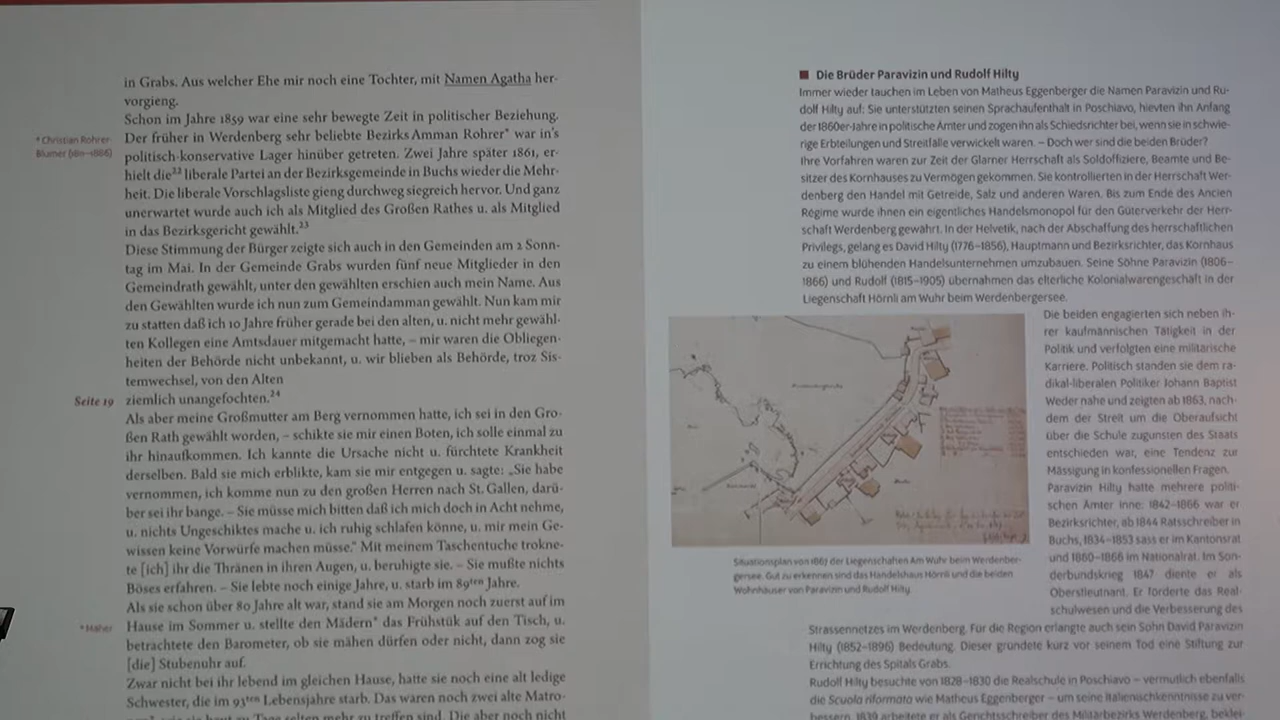 in Grabs. Aus welcher Ehe mir noch eine Tochter, mit Namen Agatha her-
vorgieng.
Schon im Jahre 1859 war eine sehr bewegte Zeit in politischer Beziehung.
* Christian Rohrer-
Blumer (1811–1886)
Der früher in Werdenberg sehr beliebte Bezirks Amman Rohrer* war in's
politisch-konservative Lager hinüber getreten. Zwei Jahre später 1861, er-
hielt die²² liberale Partei an der Bezirksgemeinde in Buchs wieder die Mehr-
heit. Die liberale Vorschlagsliste gieng durchweg siegreich hervor. Und ganz
unerwartet wurde auch ich als Mitglied des Großen Rathes u. als Mitglied
in das Bezirksgericht gewählt.²³
Diese Stimmung der Bürger zeigte sich auch in den Gemeinden am 2 Sonn-
tag im Mai. In der Gemeinde Grabs wurden fünf neue Mitglieder in den
Gemeindrath gewählt, unter den gewählten erschien auch mein Name. Aus
den Gewählten wurde ich nun zum Gemeindamman gewählt. Nun kam mir
zu statten daß ich 10 Jahre früher gerade bei den alten, u. nicht mehr gewähl-
ten Kollegen eine Amtsdauer mitgemacht hatte, – mir waren die Obliegen-
heiten der Behörde nicht unbekannt, u. wir blieben als Behörde, troz Sis-
temwechsel, von den Alten
Seite 19 ziemlich unangefochten.²⁴
Als aber meine Großmutter am Berg vernommen hatte, ich sei in den Gro-
ßen Rath gewählt worden, – schikte sie mir einen Boten, ich solle einmal zu
ihr hinaufkommen. Ich kannte die Ursache nicht u. fürchtete Krankheit
derselben. Bald sie mich erblikte, kam sie mir entgegen u. sagte: „Sie habe
vernommen, ich komme nun zu den großen Herren nach St. Gallen, darü-
ber sei ihr bange. – Sie müsse mich bitten daß ich mich doch in Acht nehme,
u. nichts Ungeschiktes mache u. ich ruhig schlafen könne, u. mir mein Ge-
wissen keine Vorwürfe machen müsse." Mit meinem Taschentuche trokne-
te [ich] ihr die Thränen in ihren Augen, u. beruhigte sie. – Sie mußte nichts
Böses erfahren. – Sie lebte noch einige Jahre, u. starb im 89ten Jahre.
Als sie schon über 80 Jahre alt war, stand sie am Morgen noch zuerst auf im
* Mäher
Hause im Sommer u. stellte den Mädern* das Frühstük auf den Tisch, u.
betrachtete den Barometer, ob sie mähen dürfen oder nicht, dann zog sie
[die] Stubenuhr auf.
Zwar nicht bei ihr lebend im gleichen Hause, hatte sie noch eine alt ledige
Schwester, die im 93ten Lebensjahre starb. Das waren noch zwei alte Matro-
selten mehr zu treffen sind. Die aber noch nicht
Die Brüder Paravizin und Rudolf Hilty
Immer wieder tauchen im Leben von Matheus Eggenberger die Namen Paravizin und Ru-
dolf Hilty auf: Sie unterstützten seinen Sprachaufenthalt in Poschiavo, hievten ihn Anfang
der 1860er-Jahre in politische Ämter und zogen ihn als Schiedsrichter bei, wenn sie in schwie-
rige Erbteilungen und Streitfälle verwickelt waren. – Doch wer sind die beiden Brüder?
Ihre Vorfahren waren zur Zeit der Glarner Herrschaft als Soldoffiziere, Beamte und Be-
sitzer des Kornhauses zu Vermögen gekommen. Sie kontrollierten in der Herrschaft Wer-
denberg den Handel mit Getreide, Salz und anderen Waren. Bis zum Ende des Ancien
Régime wurde ihnen ein eigentliches Handelsmonopol für den Güterverkehr der Herr-
schaft Werdenberg gewährt. In der Helvetik, nach der Abschaffung des herrschaftlichen
Privilegs, gelang es David Hilty (1776–1856), Hauptmann und Bezirksrichter, das Kornhaus
zu einem blühenden Handelsunternehmen umzubauen. Seine Söhne Paravizin (1806–
1866) und Rudolf (1815–1905) übernahmen das elterliche Kolonialwarengeschäft in der
Liegenschaft Hörnli am Wuhr beim Werdenbergersee.
Die beiden engagierten sich neben ih-
rer kaufmännischen Tätigkeit in der
Politik und verfolgten eine militärische
Karriere. Politisch standen sie dem ra-
dikal-liberalen Politiker Johann Baptist
Weder nahe und zeigten ab 1863, nach-
dem der Streit um die Oberaufsicht
über die Schule zugunsten des Staats
entschieden war, eine Tendenz zur
Mässigung in konfessionellen Fragen.
Paravizin Hilty hatte mehrere politi-
schen Ämter inne: 1842–1866 war er
Bezirksrichter, ab 1844 Ratsschreiber in
Buchs, 1834–1853 sass er im Kantonsrat
und 1860–1866 im Nationalrat. Im Son-
derbundskrieg 1847 diente er als
Oberstleutnant. Er förderte das Real-
schulwesen und die Verbesserung des
Situationsplan von 1867 der Liegenschaften Am Wuhr beim Werdenber-
gersee. Gut zu erkennen sind das Handelshaus Hörnli und die beiden
Wohnhäuser von Paravizin und Rudolf Hilty.
Strassennetzes im Werdenberg. Für die Region erlangte auch sein Sohn David Paravizin
Hilty (1852–1896) Bedeutung. Dieser gründete kurz vor seinem Tod eine Stiftung zur
Errichtung des Spitals Grabs.
Rudolf Hilty besuchte von 1828–1830 die Realschule in Poschiavo – vermutlich ebenfalls
die Scuola riformata wie Matheus Eggenberger – um seine Italienischkenntnisse zu ver-
bessern. 1839 arbeitete er als Gerichtsschreiber des Militärbezirks Werdenberg, beklei-